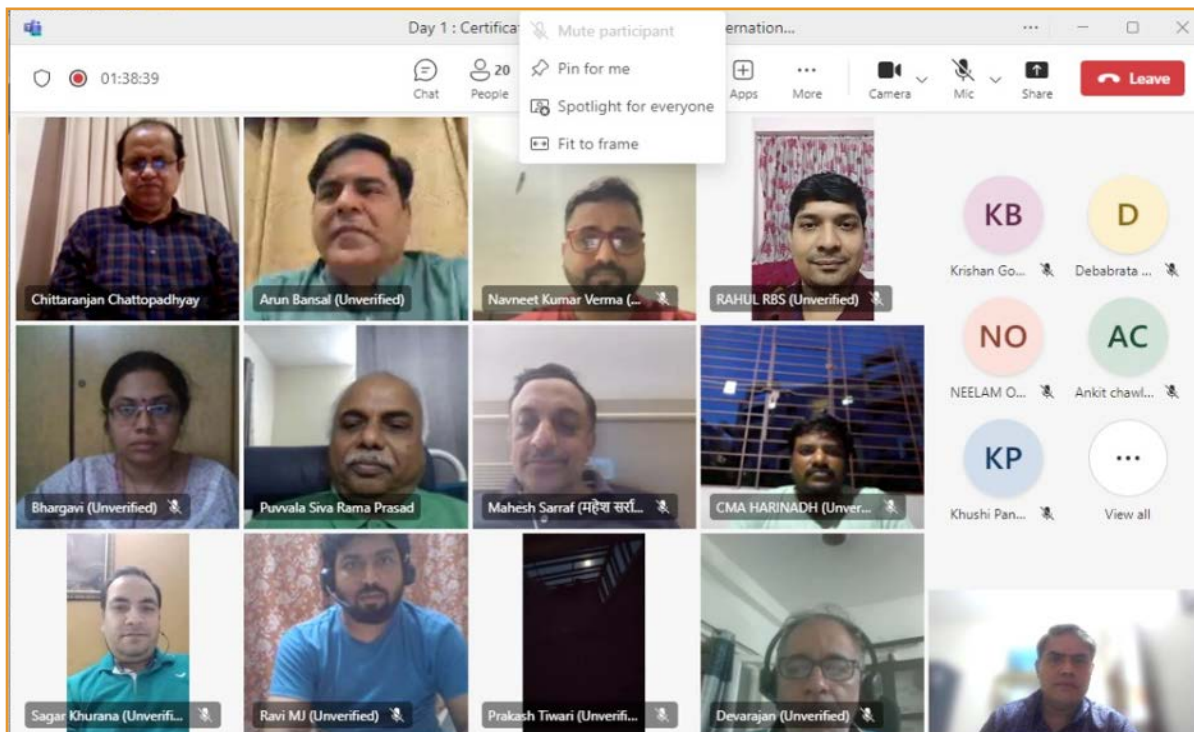 Day 1 : Certificat
ernation...
01:38:39
Chat
20
People
Apps
More
Camera
Mic
Share
Leave
Mute participant
Pin for me
Spotlight for everyone
Fit to frame
Chittaranjan Chattopadhyay
Arun Bansal (Unverified)
Navneet Kumar Verma (...
RAHUL RBS (Unverified)
KB
D
Krishan Go...
Debabrata ...
NO
AC
NEELAM O...
Ankit chawl...
KP
...
Khushi Pan...
View all
Bhargavi (Unverified)
Puvvala Siva Rama Prasad
Mahesh Sarraf (महेश सर्रा...
CMA HARINADH (Unver...
Sagar Khurana (Unverifi...
Ravi MJ (Unverified)
Prakash Tiwari (Unverifi...
Devarajan (Unverified)